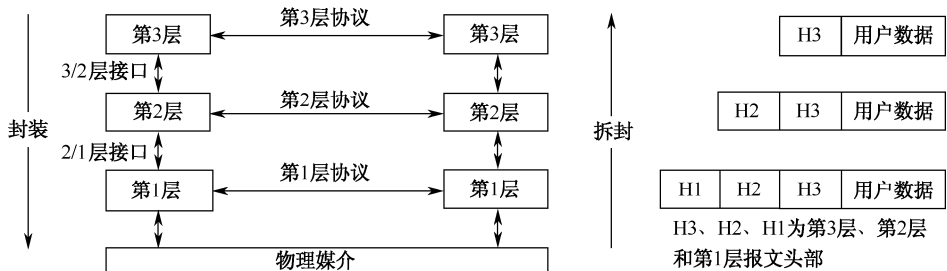 第3层 第3层协议 第3层 H3 用户数据
3/2层接口
第2层 第2层协议 第2层 H2 H3 用户数据
封装 拆封
2/1层接口
第1层 第1层协议 第1层 H1 H2 H3 用户数据
H3、H2、H1为第3层、第2层
和第1层报文头部
物理媒介